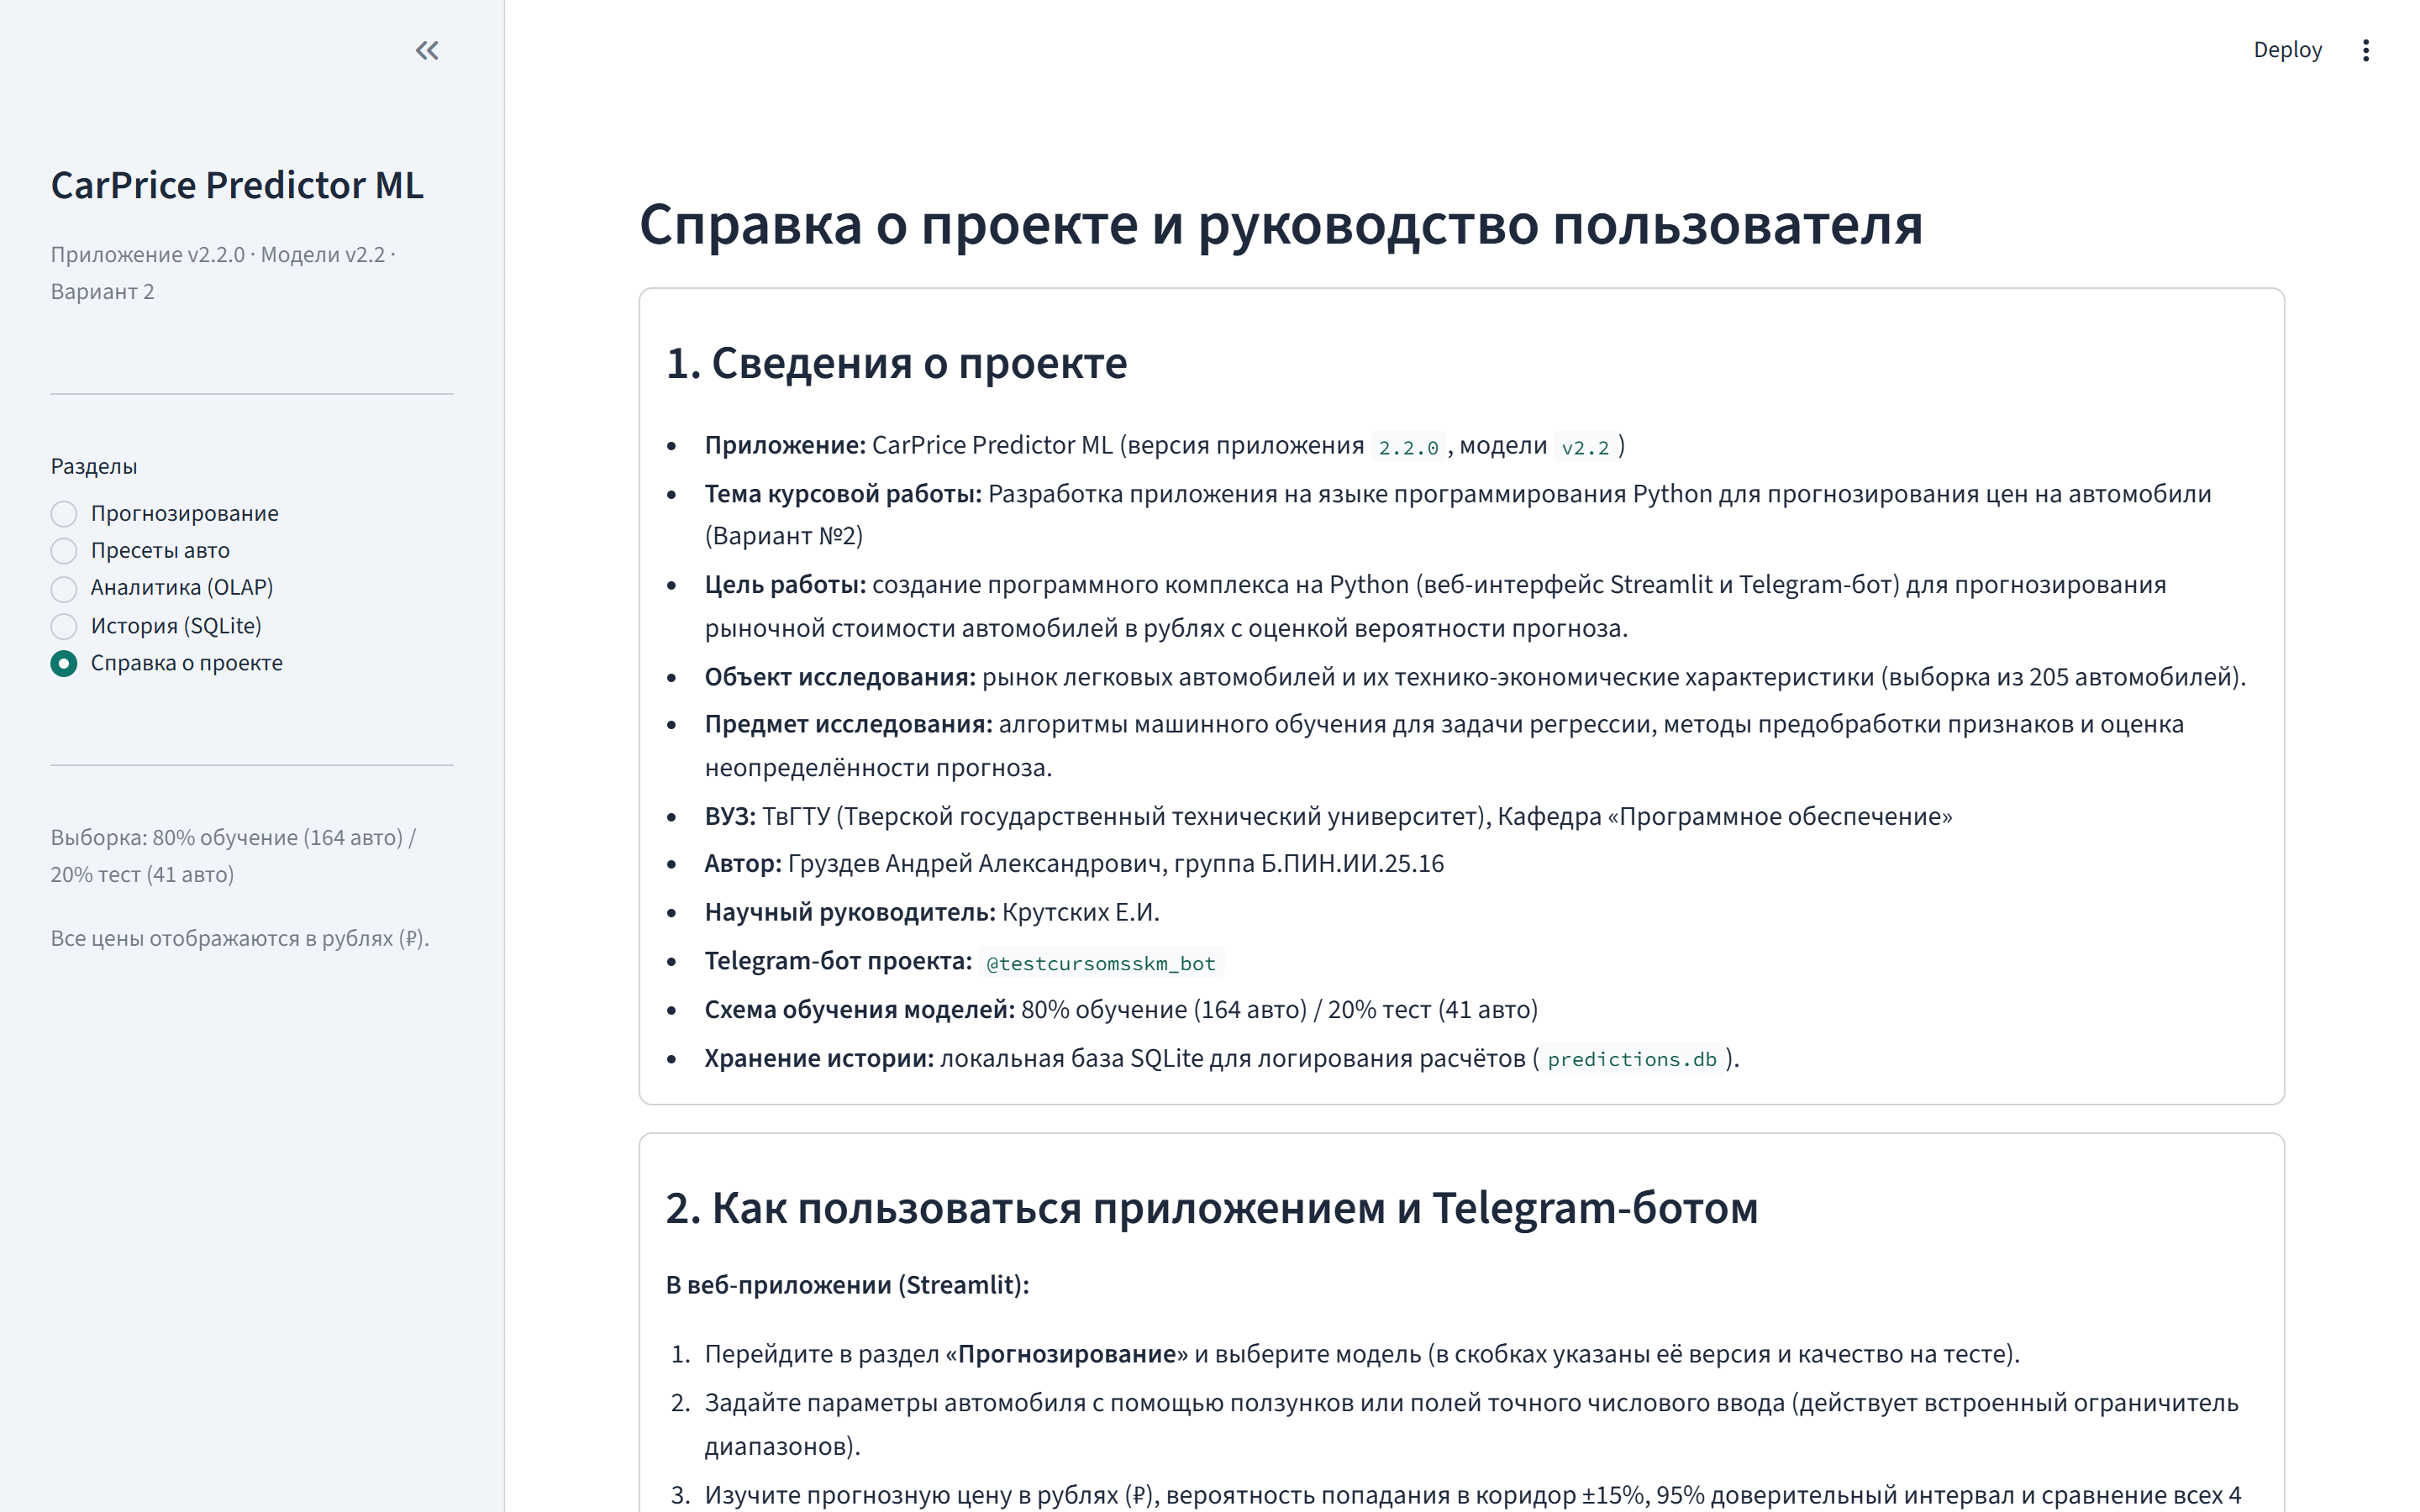 Deploy
CarPrice Predictor ML
Приложение v2.2.0 · Модели v2.2 ·
Вариант 2
Разделы
Прогнозирование
Пресеты авто
Аналитика (OLAP)
История (SQLite)
Справка о проекте
Выборка: 80% обучение (164 авто) /
20% тест (41 авто)
Все цены отображаются в рублях (₽).
Справка о проекте и руководство пользователя
1. Сведения о проекте
• Приложение: CarPrice Predictor ML (версия приложения 2.2.0, модели v2.2)
• Тема курсовой работы: Разработка приложения на языке программирования Python для прогнозирования цен на автомобили
(Вариант №2)
• Цель работы: создание программного комплекса на Python (веб-интерфейс Streamlit и Telegram-бот) для прогнозирования
рыночной стоимости автомобилей в рублях с оценкой вероятности прогноза.
• Объект исследования: рынок легковых автомобилей и их технико-экономические характеристики (выборка из 205 автомобилей).
• Предмет исследования: алгоритмы машинного обучения для задачи регрессии, методы предобработки признаков и оценка
неопределённости прогноза.
• ВУЗ: ТвГТУ (Тверской государственный технический университет), Кафедра «Программное обеспечение»
• Автор: Груздев Андрей Александрович, группа Б.ПИН.ИИ.25.16
• Научный руководитель: Крутских Е.И.
• Telegram-бот проекта: @testcursomsskm_bot
• Схема обучения моделей: 80% обучение (164 авто) / 20% тест (41 авто)
• Хранение истории: локальная база SQLite для логирования расчётов (predictions.db).
2. Как пользоваться приложением и Telegram-ботом
В веб-приложении (Streamlit):
1. Перейдите в раздел «Прогнозирование» и выберите модель (в скобках указаны её версия и качество на тесте).
2. Задайте параметры автомобиля с помощью ползунков или полей точного числового ввода (действует встроенный ограничитель
диапазонов).
3. Изучите прогнозную цену в рублях (₽), вероятность попадания в коридор ±15%, 95% доверительный интервал и сравнение всех 4